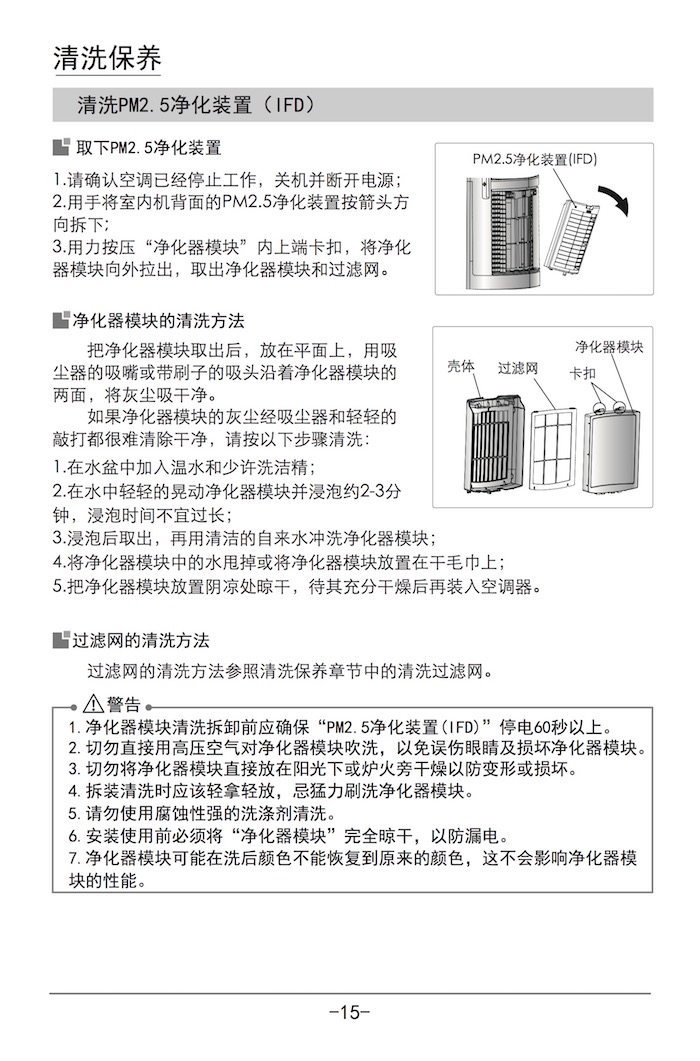 清洗保养
清洗PM2.5净化装置（IFD）
取下PM2.5净化装置
1.请确认空调已经停止工作，关机并断开电源；
2.用手将室内机背面的PM2.5净化装置按箭头方
向拆下；
3.用力按压“净化器模块”内上端卡扣，将净化
器模块向外拉出，取出净化器模块和过滤网。
PM2.5净化装置(IFD)
净化器模块的清洗方法
把净化器模块取出后，放在平面上，用吸
尘器的吸嘴或带刷子的吸头沿着净化器模块的
两面，将灰尘吸干净。
如果净化器模块的灰尘经吸尘器和轻轻的
敲打都很难清除干净，请按以下步骤清洗：
1.在水盆中加入温水和少许洗洁精；
2.在水中轻轻的晃动净化器模块并浸泡约2-3分
钟，浸泡时间不宜过长；
3.浸泡后取出，再用清洁的自来水冲洗净化器模块；
4.将净化器模块中的水甩掉或将净化器模块放置在干毛巾上；
5.把净化器模块放置阴凉处晾干，待其充分干燥后再装入空调器。
净化器模块
壳体
过滤网
卡扣
过滤网的清洗方法
过滤网的清洗方法参照清洗保养章节中的清洗过滤网。
警告
1.净化器模块清洗拆卸前应确保“PM2.5净化装置(IFD)”停电60秒以上。
2.切勿直接用高压空气对净化器模块吹洗，以免误伤眼睛及损坏净化器模块。
3.切勿将净化器模块直接放在阳光下或炉火旁干燥以防变形或损坏。
4.拆装清洗时应该轻拿轻放，忌猛力刷洗净化器模块。
5.请勿使用腐蚀性强的洗涤剂清洗。
6.安装使用前必须将“净化器模块”完全晾干，以防漏电。
7.净化器模块可能在洗后颜色不能恢复到原来的颜色，这不会影响净化器模
块的性能。
-15-